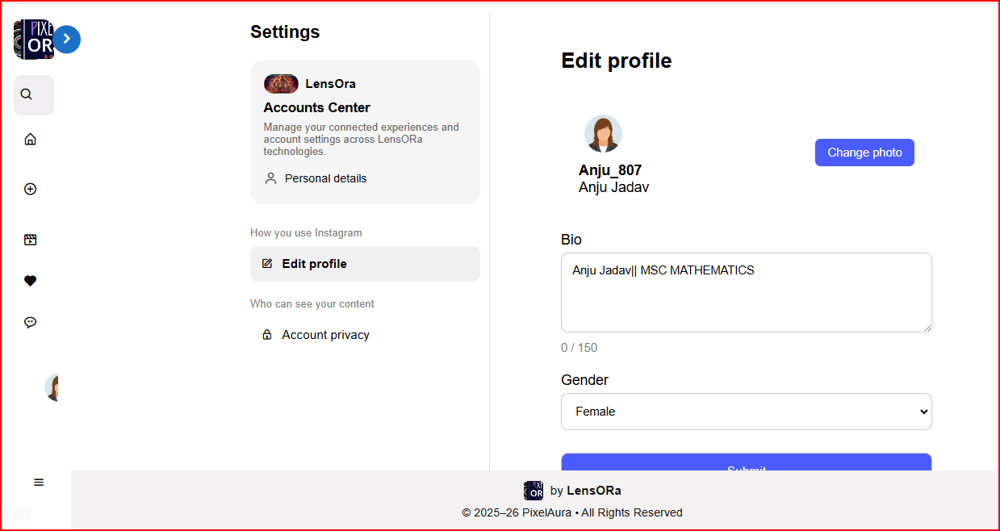 PIXE
OR
Settings
LensOra
Accounts Center
Manage your connected experiences and
account settings across LensORa
technologies.
Personal details
How you use Instagram
Edit profile
Who can see your content
Account privacy
Edit profile
Anju_807
Anju Jadav
Change photo
Bio
Anju Jadav|| MSC MATHEMATICS
0 / 150
Gender
Female
Submit
OR
by LensORa
© 2025–26 PixelAura • All Rights Reserved